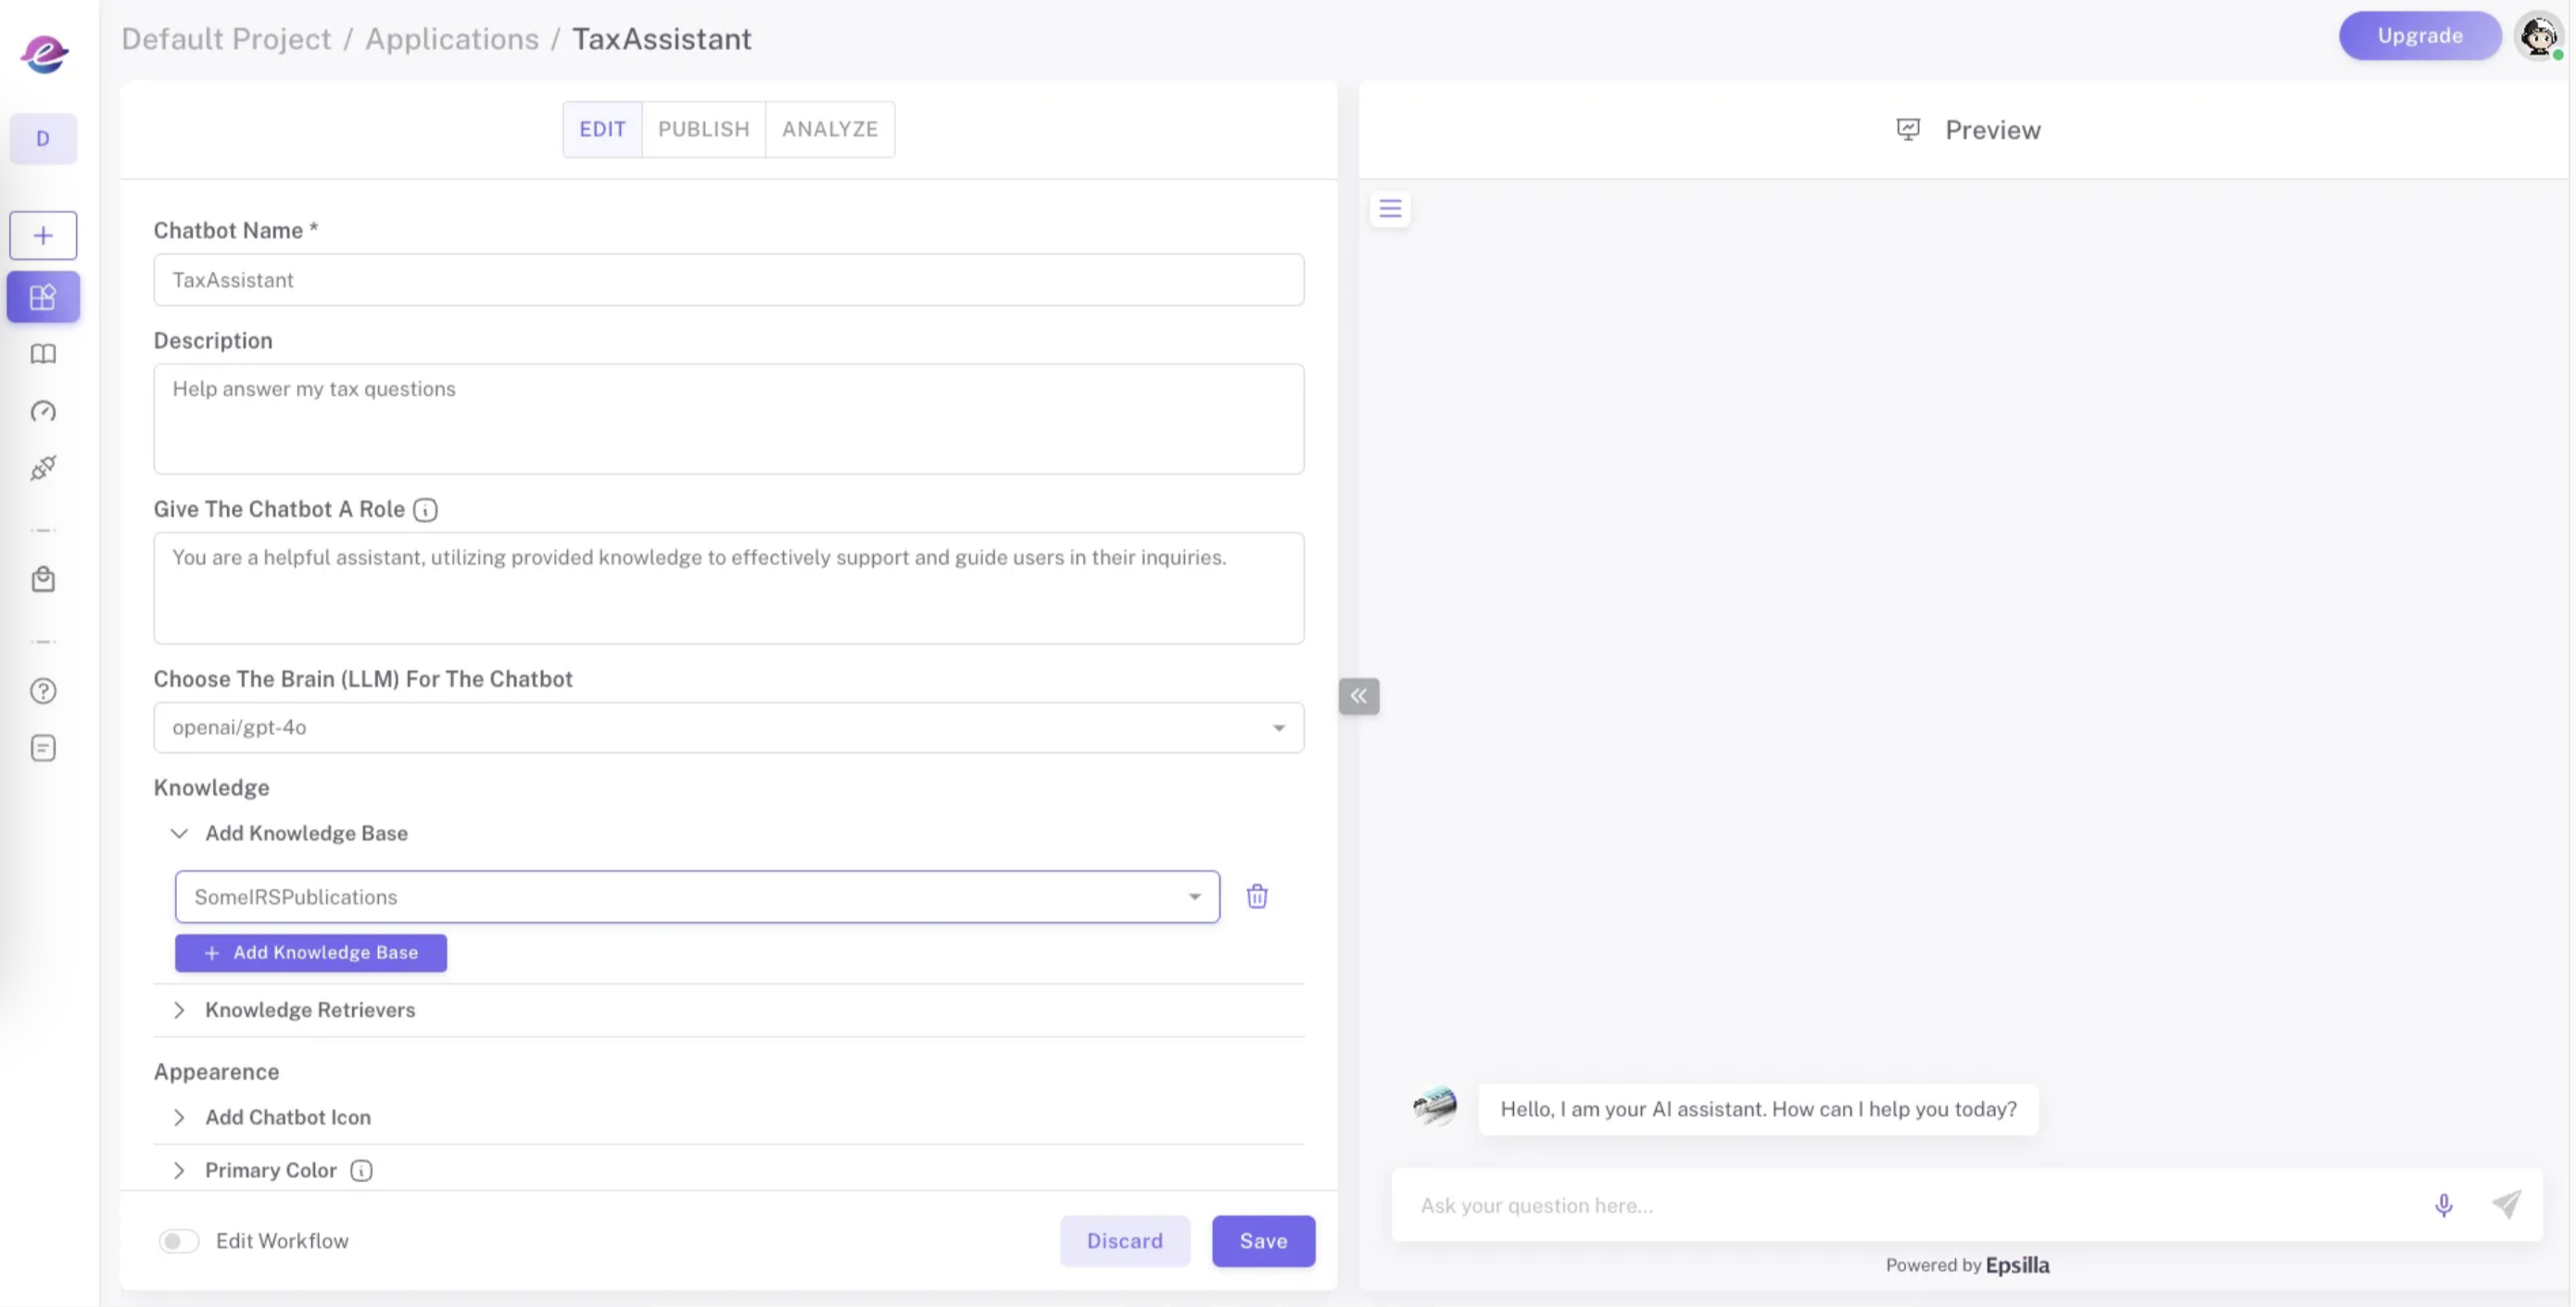 Default Project / Applications / TaxAssistant
Upgrade
D
EDIT PUBLISH ANALYZE
Chatbot Name *
TaxAssistant
Description
Help answer my tax questions
Give The Chatbot A Role
You are a helpful assistant, utilizing provided knowledge to effectively support and guide users in their inquiries.
Choose The Brain (LLM) For The Chatbot
openai/gpt-4o
Knowledge
Add Knowledge Base
SomeIRSPublications
+ Add Knowledge Base
Knowledge Retrievers
Appearence
Add Chatbot Icon
Primary Color
Edit Workflow
Discard
Save
Preview
Hello, I am your AI assistant. How can I help you today?
Ask your question here...
Powered by Epsilla